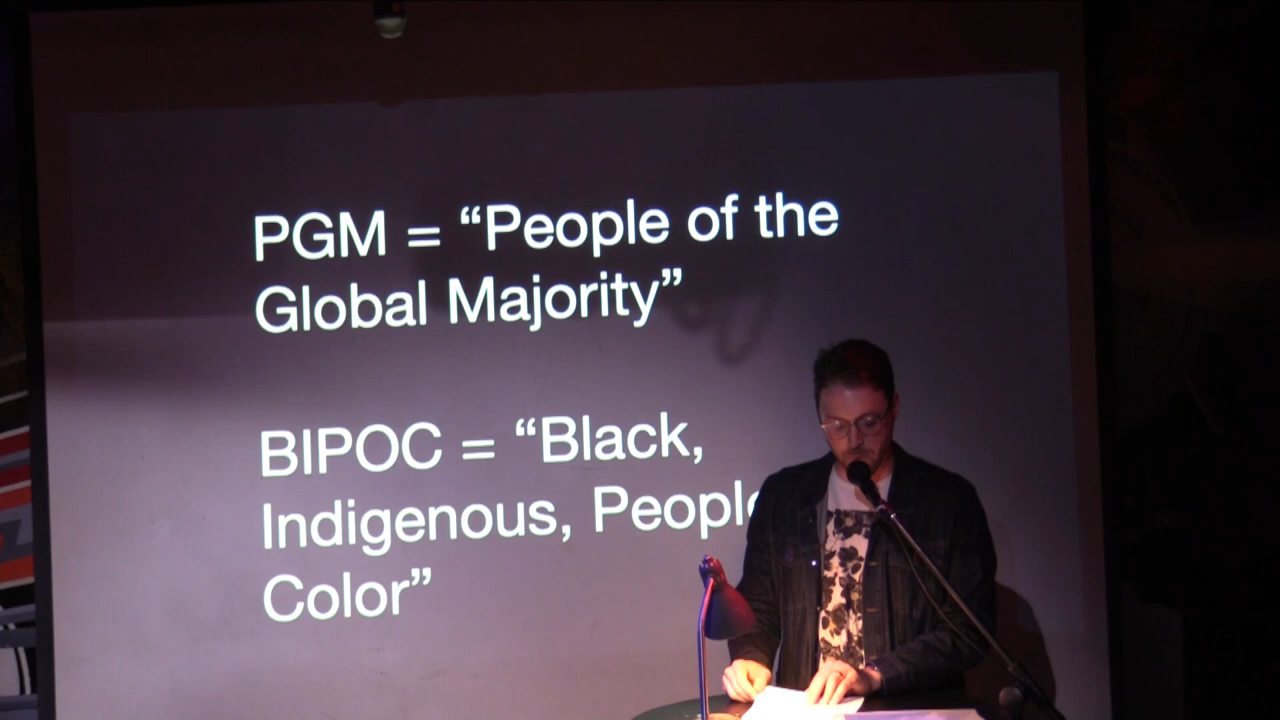 PGM = “People of the
Global Majority”
BIPOC = “Black,
Indigenous, People
Color”